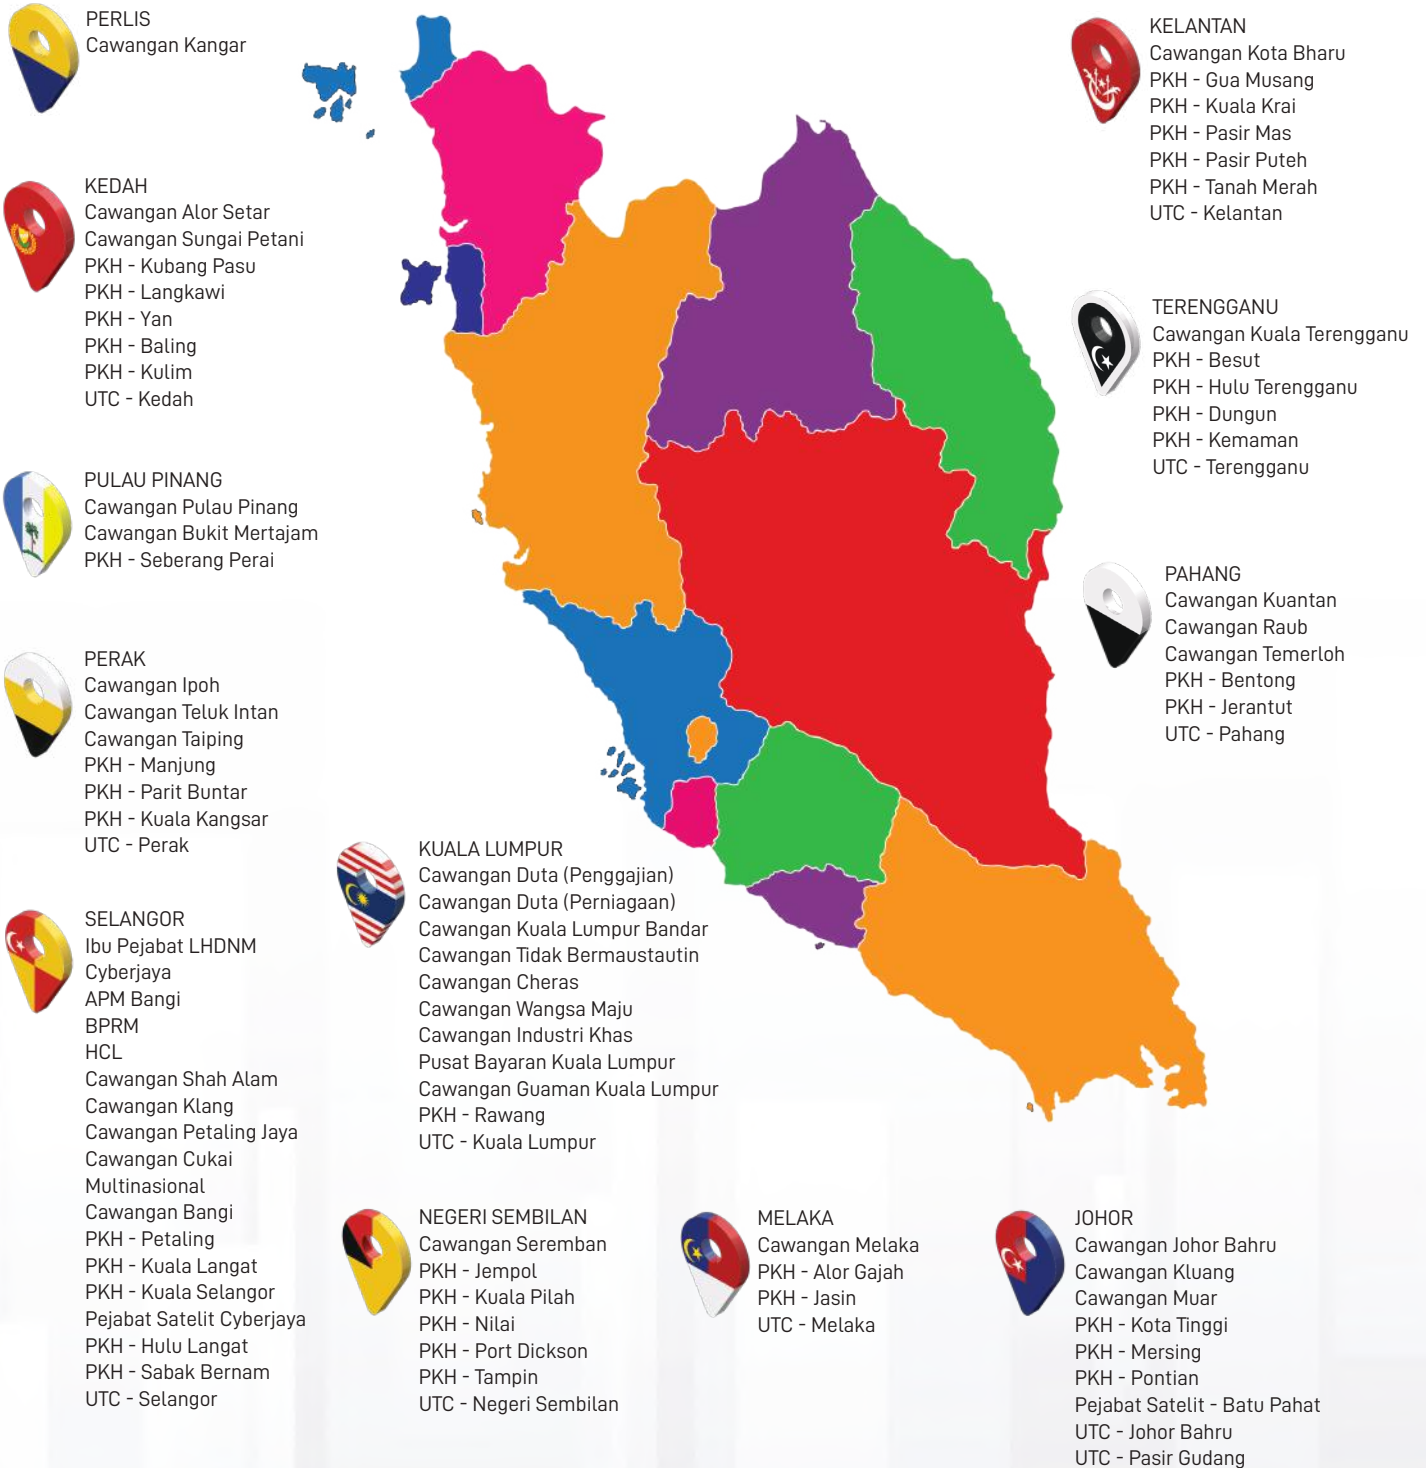 PERLIS
Cawangan Kangar
KEDAH
Cawangan Alor Setar
Cawangan Sungai Petani
PKH - Kubang Pasu
PKH - Langkawi
PKH - Yan
PKH - Baling
PKH - Kulim
UTC - Kedah
PULAU PINANG
Cawangan Pulau Pinang
Cawangan Bukit Mertajam
PKH - Seberang Perai
PERAK
Cawangan Ipoh
Cawangan Teluk Intan
Cawangan Taiping
PKH - Manjung
PKH - Parit Buntar
PKH - Kuala Kangsar
UTC - Perak
SELANGOR
Ibu Pejabat LHDNM
Cyberjaya
APM Bangi
BPRM
HCL
Cawangan Shah Alam
Cawangan Klang
Cawangan Petaling Jaya
Cawangan Cukai
Multinasional
Cawangan Bangi
PKH - Petaling
PKH - Kuala Langat
PKH - Kuala Selangor
Pejabat Satelit Cyberjaya
PKH - Hulu Langat
PKH - Sabak Bernam
UTC - Selangor
KUALA LUMPUR
Cawangan Duta (Penggajian)
Cawangan Duta (Perniagaan)
Cawangan Kuala Lumpur Bandar
Cawangan Tidak Bermaustautin
Cawangan Cheras
Cawangan Wangsa Maju
Cawangan Industri Khas
Pusat Bayaran Kuala Lumpur
Cawangan Guaman Kuala Lumpur
PKH - Rawang
UTC - Kuala Lumpur
NEGERI SEMBILAN
Cawangan Seremban
PKH - Jempol
PKH - Kuala Pilah
PKH - Nilai
PKH - Port Dickson
PKH - Tampin
UTC - Negeri Sembilan
MELAKA
Cawangan Melaka
PKH - Alor Gajah
PKH - Jasin
UTC - Melaka
JOHOR
Cawangan Johor Bahru
Cawangan Kluang
Cawangan Muar
PKH - Kota Tinggi
PKH - Mersing
PKH - Pontian
Pejabat Satelit - Batu Pahat
UTC - Johor Bahru
UTC - Pasir Gudang
KELANTAN
Cawangan Kota Bharu
PKH - Gua Musang
PKH - Kuala Krai
PKH - Pasir Mas
PKH - Pasir Puteh
PKH - Tanah Merah
UTC - Kelantan
TERENGGANU
Cawangan Kuala Terengganu
PKH - Besut
PKH - Hulu Terengganu
PKH - Dungun
PKH - Kemaman
UTC - Terengganu
PAHANG
Cawangan Kuantan
Cawangan Raub
Cawangan Temerloh
PKH - Bentong
PKH - Jerantut
UTC - Pahang